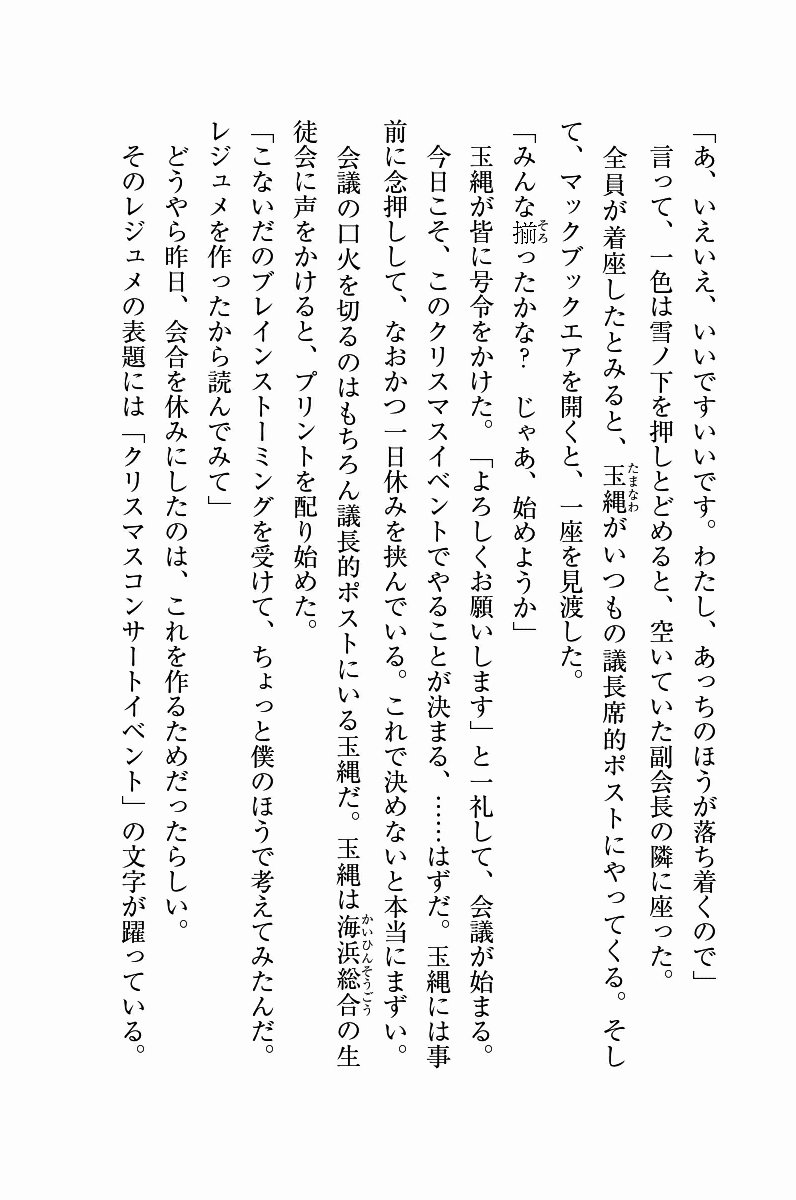 「あ、いえいえ、いいですいいです。わたし、あっちのほうが落ち着くので」
言って、一色は雪ノ下を押しとどめると、空いていた副会長の隣に座った。
全員が着座したとみると、玉縄がいつもの議長席的ポストにやってくる。そし
て、マックブックエアを開くと、一座を見渡した。
「みんな揃ったかな？　じゃあ、始めようか」
玉縄が皆に号令をかけた。「よろしくお願いします」と一礼して、会議が始まる。
今日こそ、このクリスマスイベントでやることが決まる、……はずだ。玉縄には事
前に念押しして、なおかつ一日休みを挟んでいる。これで決めないと本当にまずい。
会議の口火を切るのはもちろん議長的ポストにいる玉縄だ。玉縄は海浜総合の生
徒会に声をかけると、プリントを配り始めた。
「こないだのブレインストーミングを受けて、ちょっと僕のほうで考えてみたんだ。
レジュメを作ったから読んでみて」
どうやら昨日、会合を休みにしたのは、これを作るためだったらしい。
そのレジュメの表題には「クリスマスコンサートイベント」の文字が躍っている。